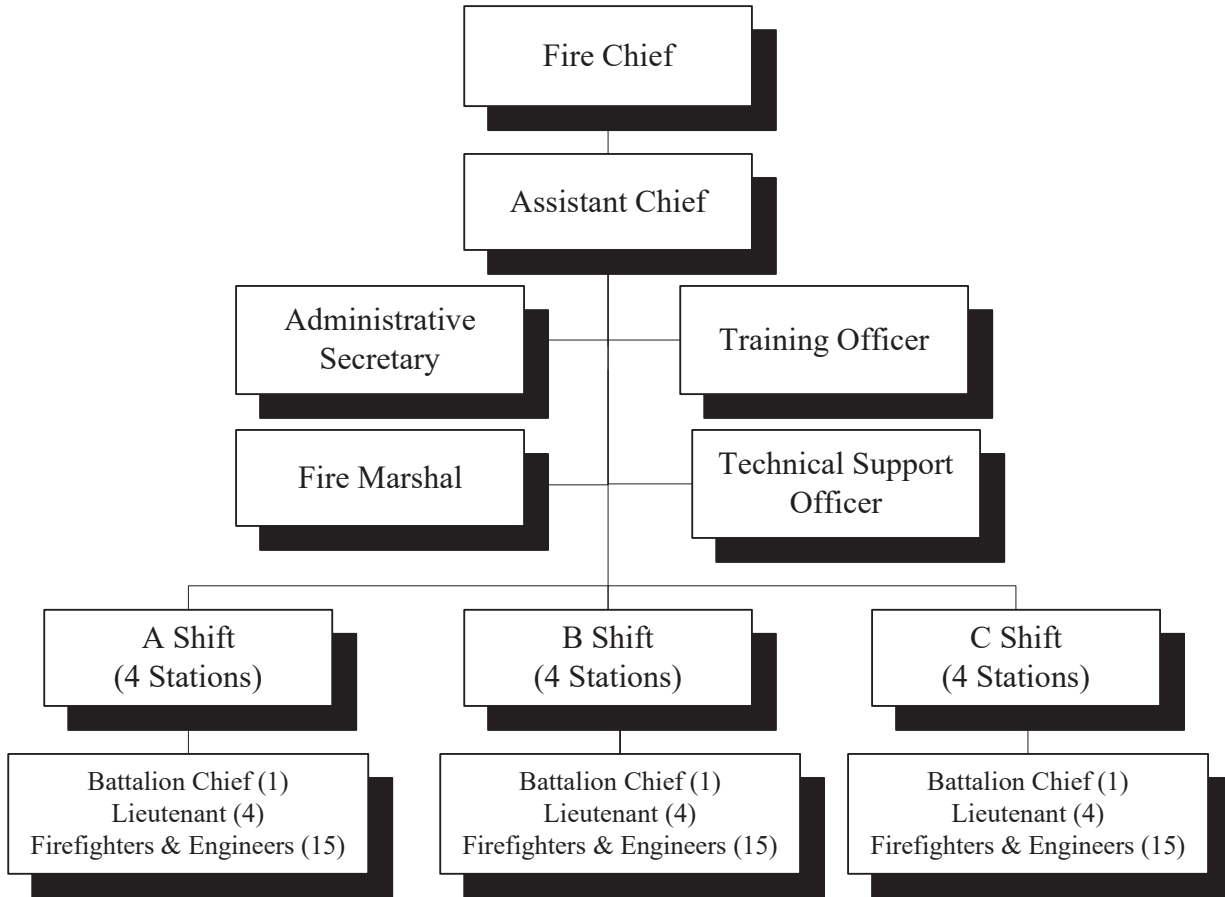 Fire Chief
Assistant Chief
Administrative
Secretary
Training Officer
Fire Marshal
Technical Support
Officer
A Shift
(4 Stations)
B Shift
(4 Stations)
C Shift
(4 Stations)
Battalion Chief (1)
Lieutenant (4)
Firefighters & Engineers (15)
Battalion Chief (1)
Lieutenant (4)
Firefighters & Engineers (15)
Battalion Chief (1)
Lieutenant (4)
Firefighters & Engineers (15)